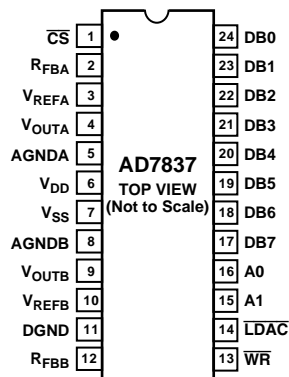 CS 1 24 DB0
RFBA 2 23 DB1
VREFA 3 22 DB2
VOUTA 4 21 DB3
AGNDA 5 20 DB4
AD7837
VDD 6 19 DB5
TOP VIEW
VSS 7 18 DB6
(Not to Scale)
AGNDB 8 17 DB7
VOUTB 9 16 A0
VREFB 10 15 A1
DGND 11 14 LDAC
RFBB 12 13 WR